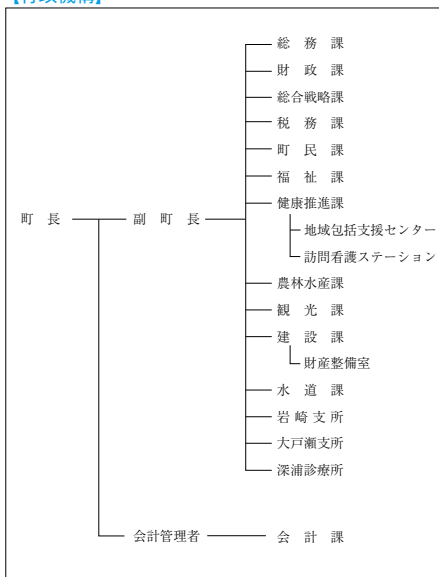 総務課
財政課
総合戦略課
税務課
町民課
福祉課
健康推進課
町長 副町長
地域包括支援センター
訪問看護ステーション
農林水産課
観光課
建設課
財産整備室
水道課
岩崎支所
大戸瀬支所
深浦診療所
会計管理者 会計課